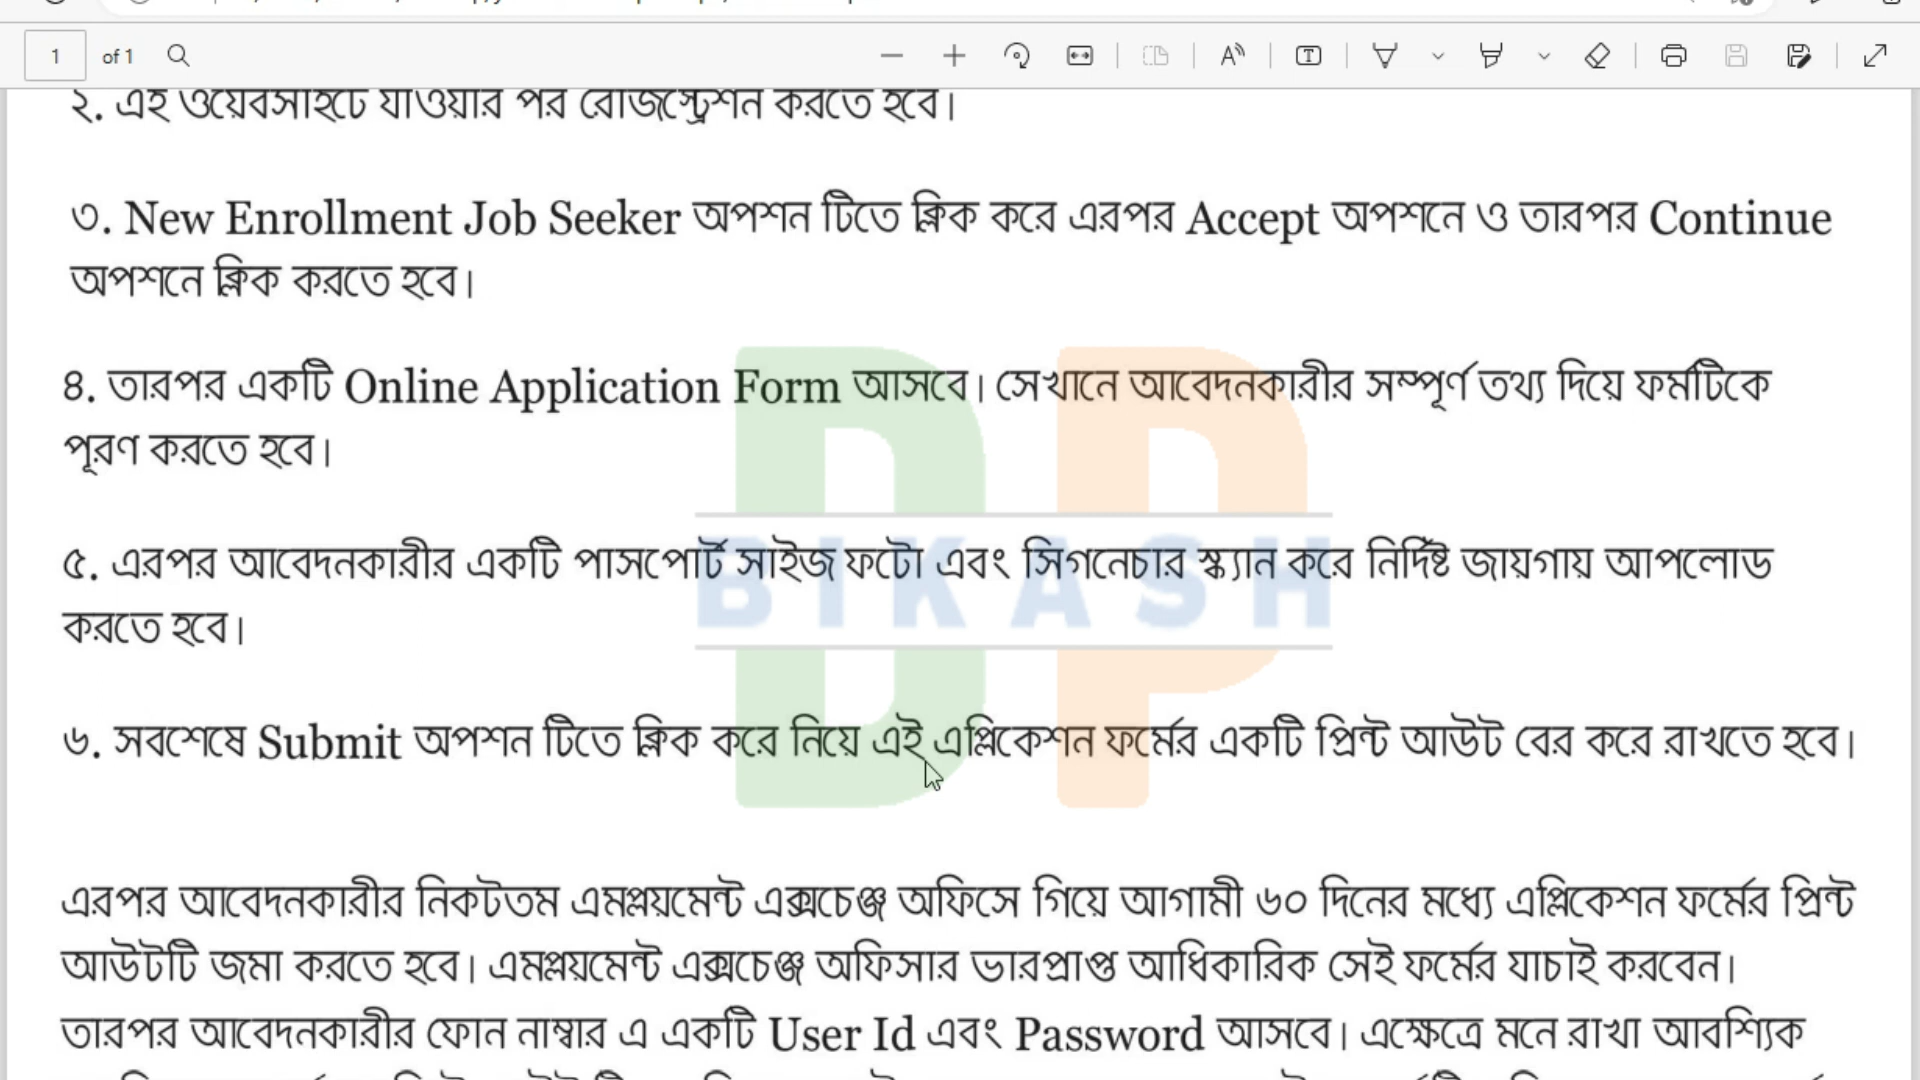 1 of 1
২. এই ওয়েবসাইটে যাওয়ার পর রেজিস্ট্রেশন করতে হবে।
৩. New Enrollment Job Seeker অপশন টিতে ক্লিক করে এরপর Accept অপশনে ও তারপর Continue
অপশনে ক্লিক করতে হবে।
৪. তারপর একটি Online Application Form আসবে। সেখানে আবেদনকারীর সম্পূর্ণ তথ্য দিয়ে ফর্মটিকে
পূরণ করতে হবে।
৫. এরপর আবেদনকারীর একটি পাসপোর্ট সাইজ ফটো এবং সিগনেচার স্ক্যান করে নির্দিষ্ট জায়গায় আপলোড
করতে হবে।
৬. সবশেষে Submit অপশন টিতে ক্লিক করে নিয়ে এই এপ্লিকেশন ফর্মের একটি প্রিন্ট আউট বের করে রাখতে হবে।
এরপর আবেদনকারীর নিকটতম এমপ্লয়মেন্ট এক্সচেঞ্জ অফিসে গিয়ে আগামী ৬০ দিনের মধ্যে এপ্লিকেশন ফর্মের প্রিন্ট
আউটটি জমা করতে হবে। এমপ্লয়মেন্ট এক্সচেঞ্জ অফিসার ভারপ্রাপ্ত আধিকারিক সেই ফর্মের যাচাই করবেন।
তারপর আবেদনকারীর ফোন নাম্বার এ একটি User Id এবং Password আসবে। এক্ষেত্রে মনে রাখা আবশ্যিক
DP
BIKASH